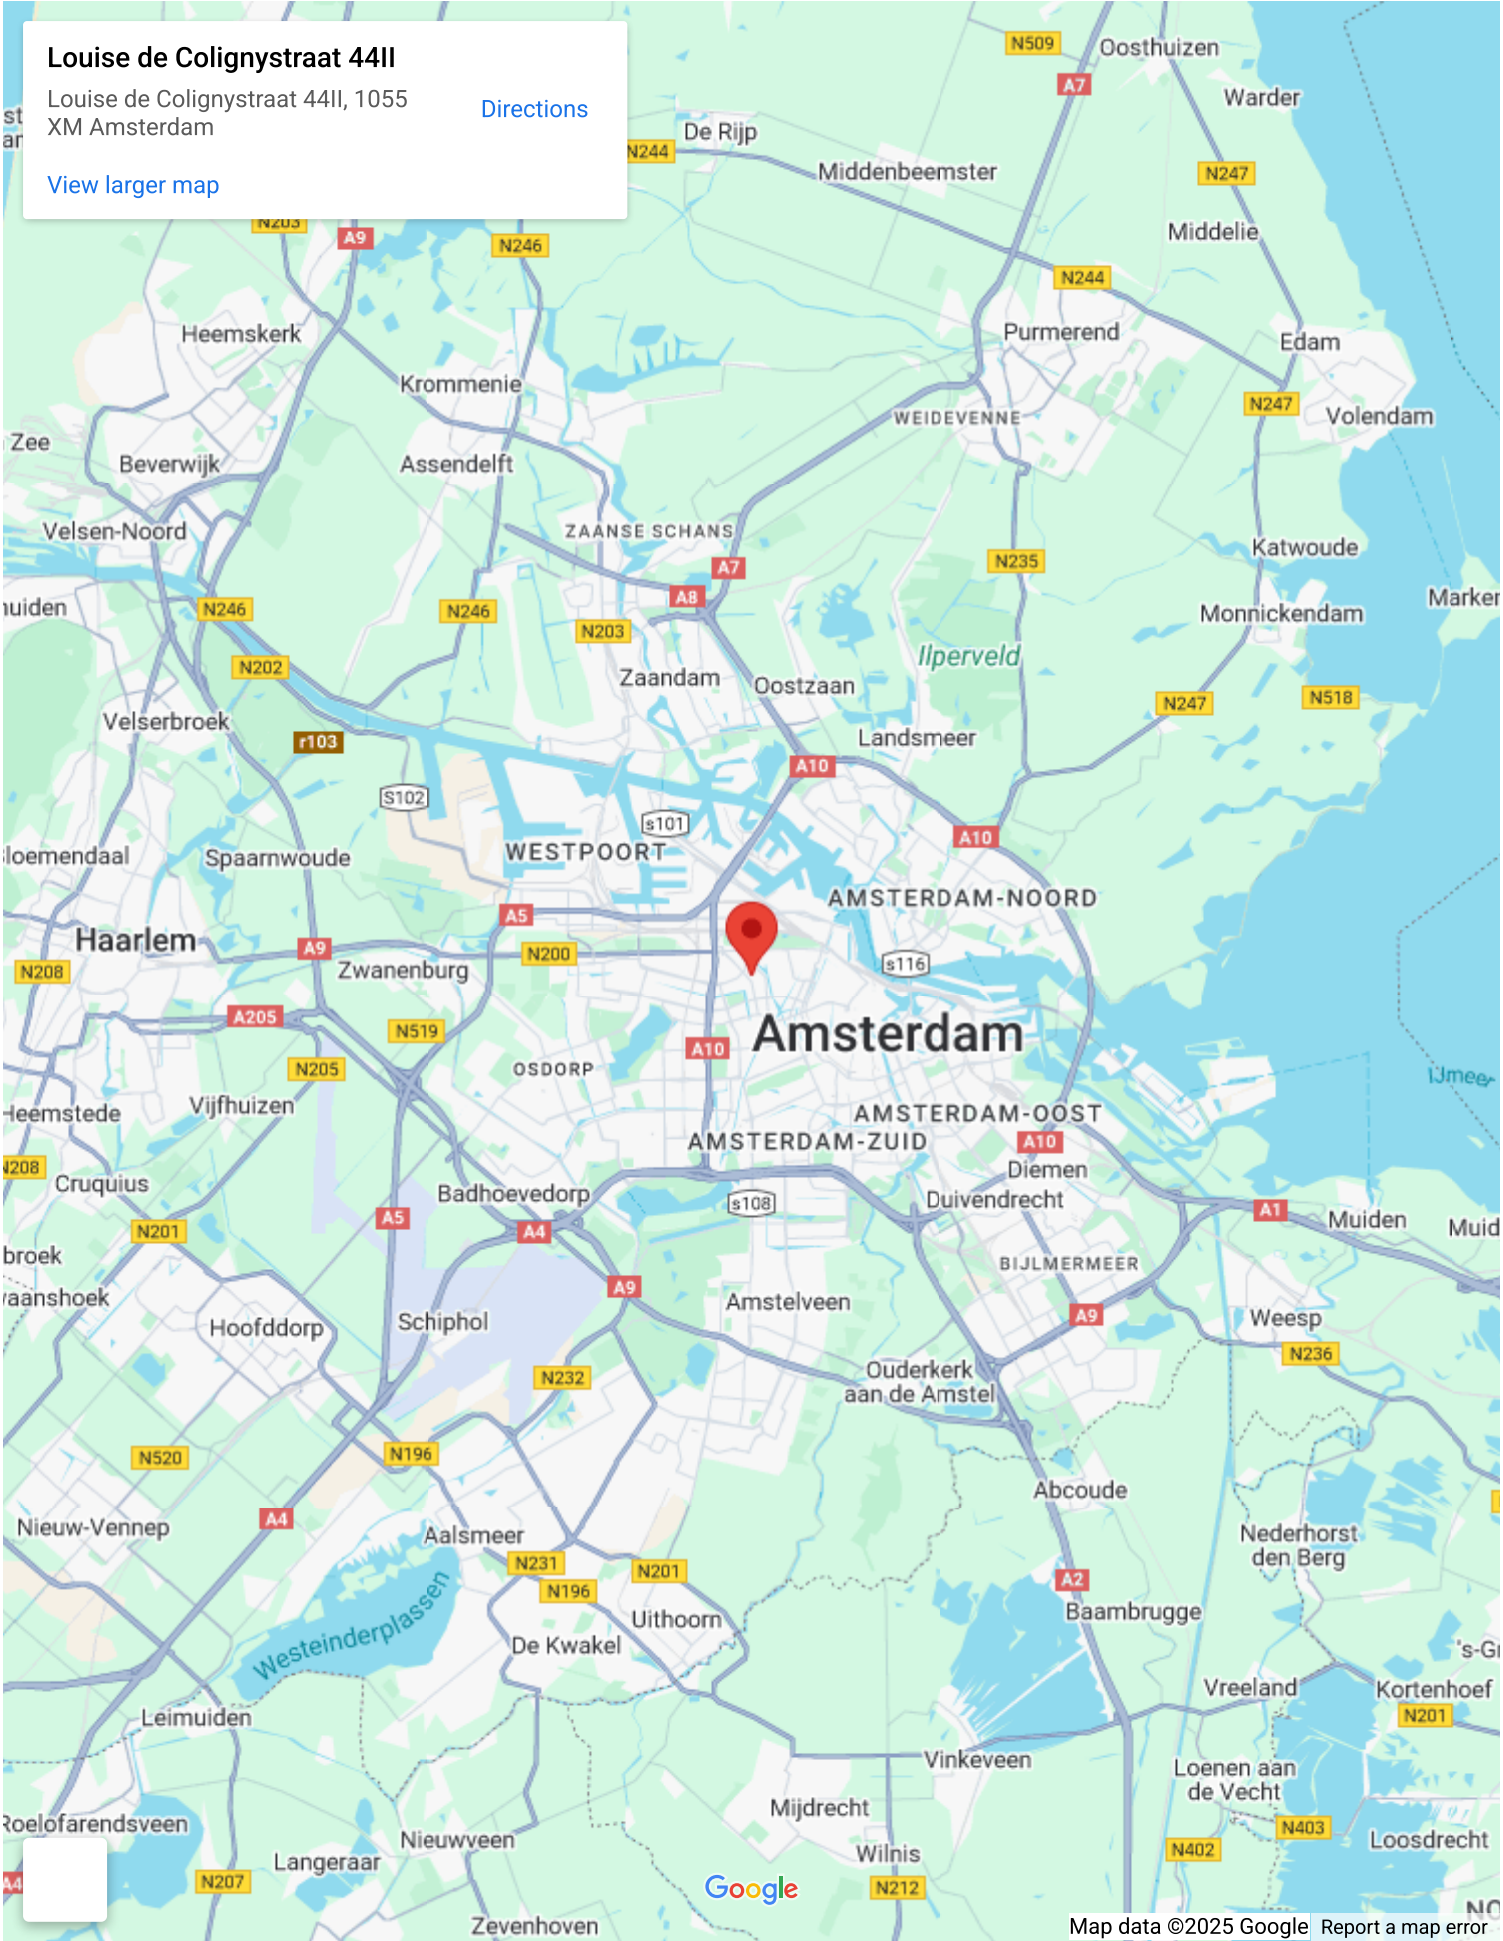 Louise de Colignystraat 44II
Louise de Colignystraat 44II, 1055
XM Amsterdam
Directions
View larger map
N509
Oosthuizen
A7
Warder
De Rijp
N244
Middenbeemster
N247
N203
A9
N246
Middelie
N244
Heemskerk
Purmerend
Edam
Krommenie
N247
WEIDEVENNE
Volendam
Zee
Beverwijk
Assendelft
Velsen-Noord
ZAANSE SCHANS
Katwoude
A7
N235
A8
N246
N246
N203
Monnickendam
Ilperveld
N202
Zaandam
Oostzaan
N247
N518
Velserbroek
r103
Landsmeer
A10
S102
s101
A10
Spaarnwoude
WESTPOORT
AMSTERDAM-NOORD
A5
Haarlem
A9
N200
N208
Zwanenburg
s116
A205
N519
Amsterdam
A10
N205
OSDORP
IJmeer
Vijfhuizen
AMSTERDAM-OOST
AMSTERDAM-ZUID
A10
N208
Diemen
Cruquius
Badhoevedorp
Duivendrecht
s108
A5
A1
N201
A4
Muiden
BIJLMERMEER
A9
Amstelveen
A9
Schiphol
Hoofddorp
Weesp
N236
N232
Ouderkerk
aan de Amstel
N196
N520
Abcoude
A4
Nieuw-Vennep
Aalsmeer
Nederhorst
den Berg
N231
N201
A2
N196
Westeinderplassen
Uithoorn
Baambrugge
De Kwakel
Vreeland
Kortenhoef
Leimuiden
N201
Vinkeveen
Loenen aan
de Vecht
Mijdrecht
Roelofarendsveen
N403
Nieuwveen
Loosdrecht
Wilnis
N402
Langeraar
A4
N207
Google
N212
Zevenhoven
Map data ©2025 Google
Report a map error